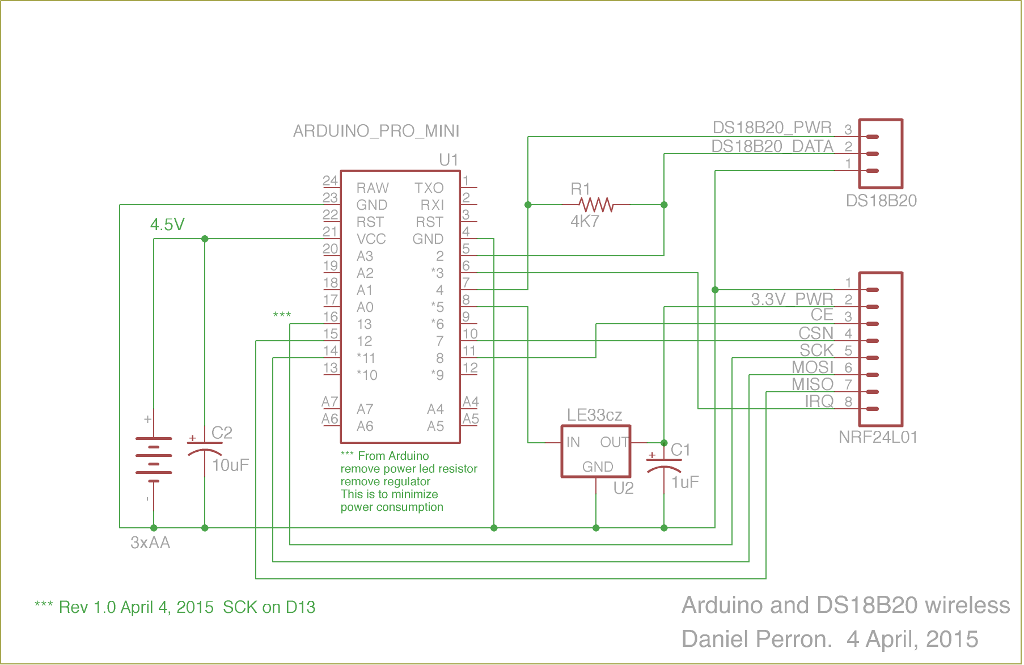 ARDUINO_PRO_MINI
U1
24 RAW TXO 1
23 GND RXI 2
22 RST RST 3
21 VCC GND 4
20 A3 2 5
19 A2 *3 6
18 A1 4 7
17 A0 *5 8
16 13 *6 9
15 12 7 10
14 *11 8 11
13 *10 *9 12
A7 A7 A4 A4
A6 A6 A5 A5
4.5V
***
+
-
3xAA
+
C2
10uF
*** From Arduino
remove power led resistor
remove regulator
This is to minimize
power consumption
R1
4K7
DS18B20_PWR 3
DS18B20_DATA 2
1
DS18B20
1
3.3V_PWR 2
CE 3
CSN 4
SCK 5
MOSI 6
MISO 7
IRQ 8
NRF24L01
LE33cz
IN OUT
GND
U2
+
C1
1uF
*** Rev 1.0 April 4, 2015 SCK on D13
Arduino and DS18B20 wireless
Daniel Perron. 4 April, 2015